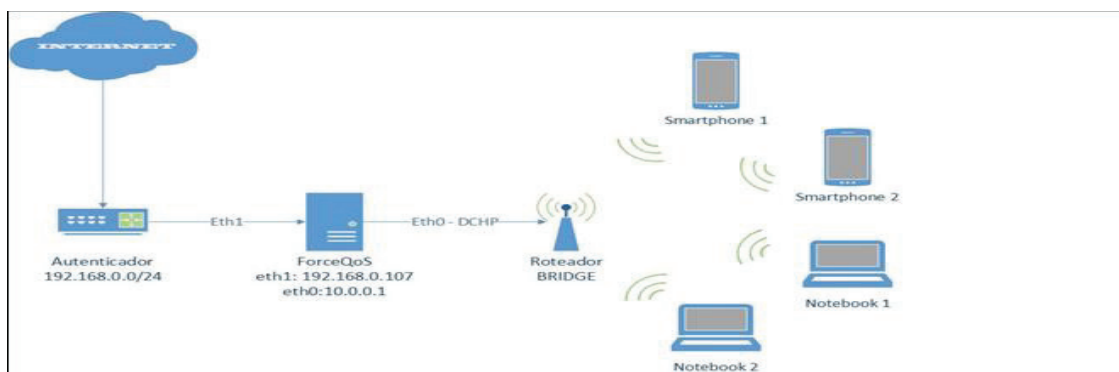 INTERNET
Smartphone 1
Smartphone 2
Eth1
Eth0 - DCHP
Autenticador
192.168.0.0/24
ForceQoS
eth1: 192.168.0.107
eth0:10.0.0.1
Roteador
BRIDGE
Notebook 1
Notebook 2